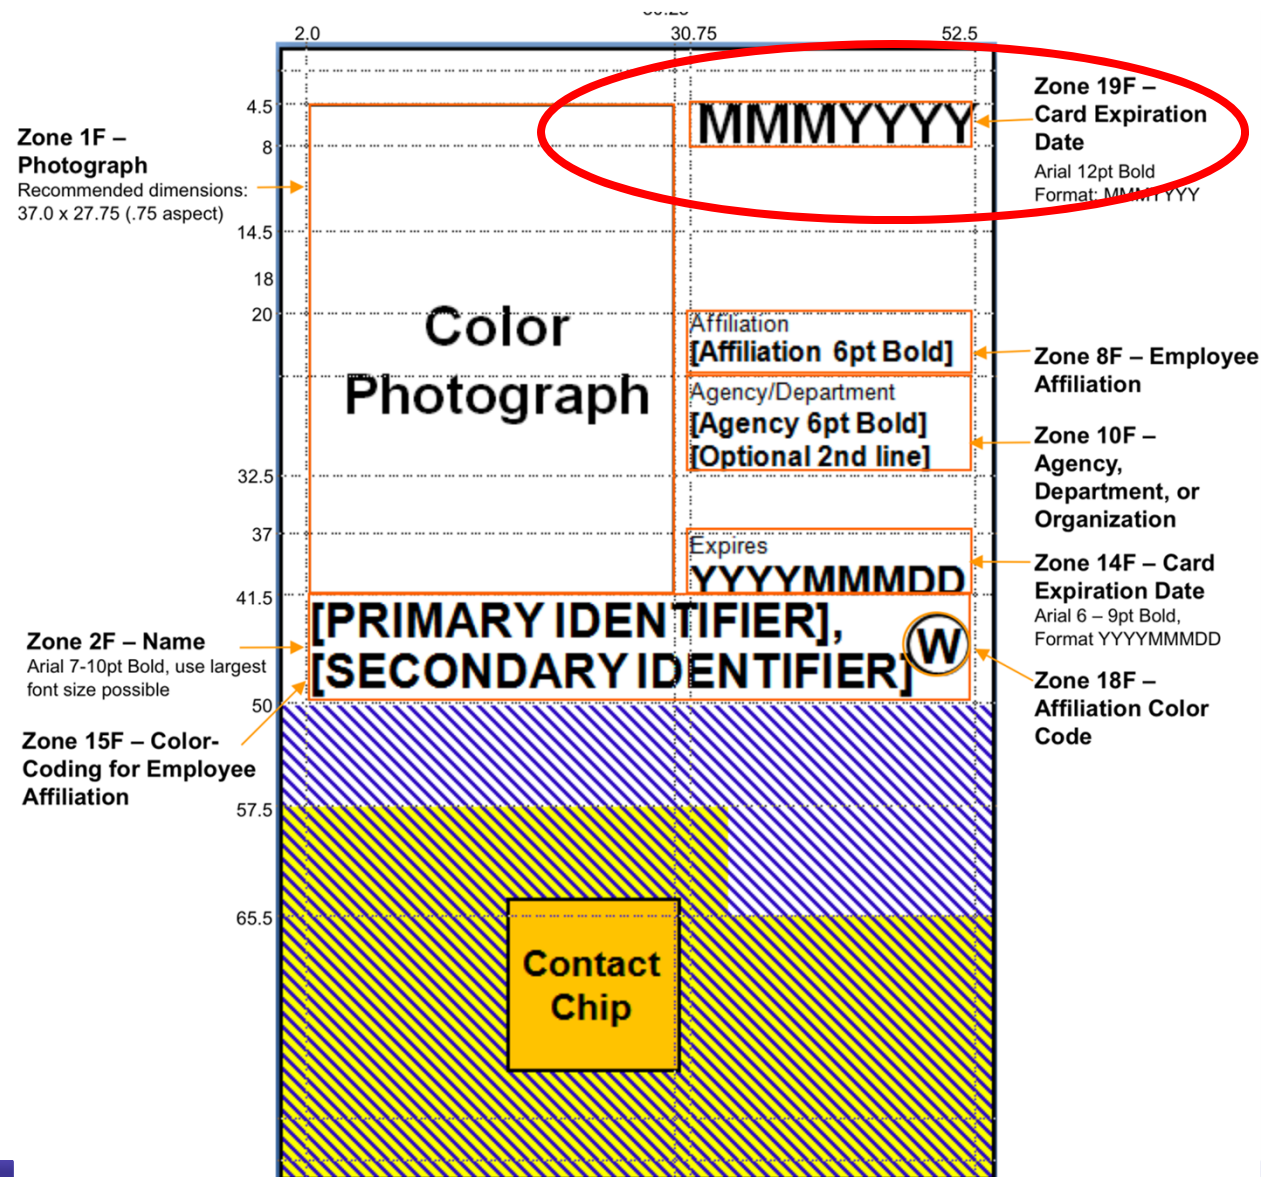 2.0 30.75 52.5
4.5
8
14.5
18
20
32.5
37
41.5
50
57.5
65.5
Zone 1F –
Photograph
Recommended dimensions:
37.0 x 27.75 (.75 aspect)
Zone 2F – Name
Arial 7-10pt Bold, use largest
font size possible
Zone 15F – Color-
Coding for Employee
Affiliation
Color
Photograph
MMMYYYY
Affiliation
[Affiliation 6pt Bold]
Agency/Department
[Agency 6pt Bold]
[Optional 2nd line]
Expires
YYYYMMMDD
[PRIMARY IDENTIFIER],
[SECONDARY IDENTIFIER]
W
Contact
Chip
Zone 19F –
Card Expiration
Date
Arial 12pt Bold
Format: MMMYYYY
Zone 8F – Employee
Affiliation
Zone 10F –
Agency,
Department, or
Organization
Zone 14F – Card
Expiration Date
Arial 6 – 9pt Bold,
Format YYYYMMMDD
Zone 18F –
Affiliation Color
Code